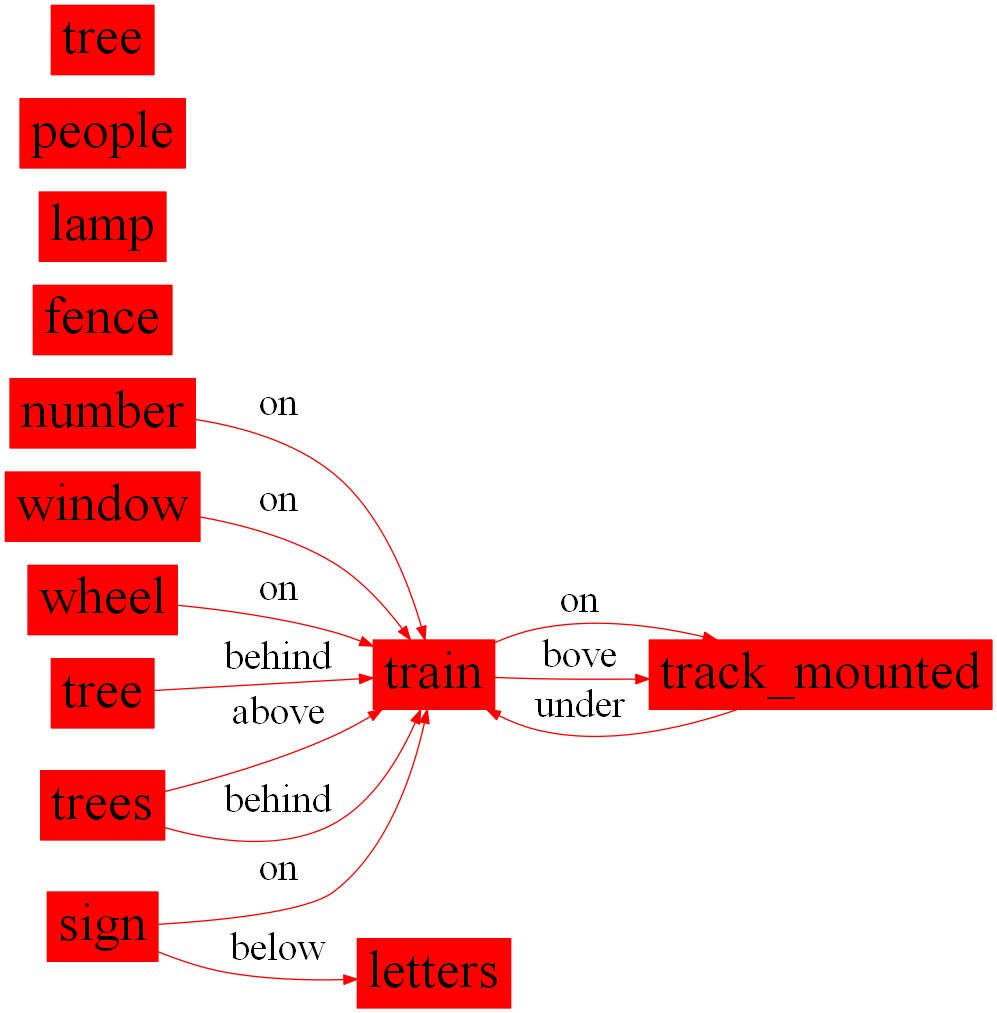 tree
people
lamp
fence
number
on
window
on
wheel
on
on
tree
behind
train
bove
track_mounted
above
under
trees
behind
on
sign
below
letters